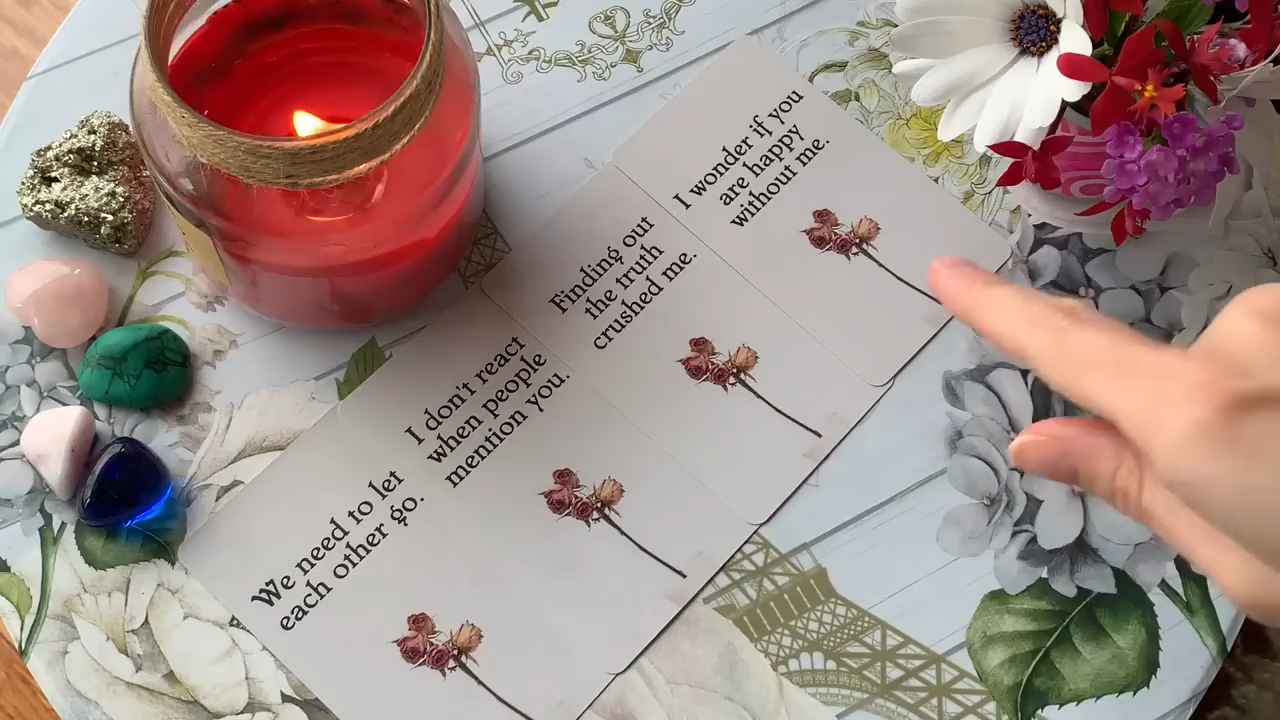 We need to let
each other go.
I don't react
when people
mention you.
Finding out
the truth
crushed me.
I wonder if you
are happy
without me.